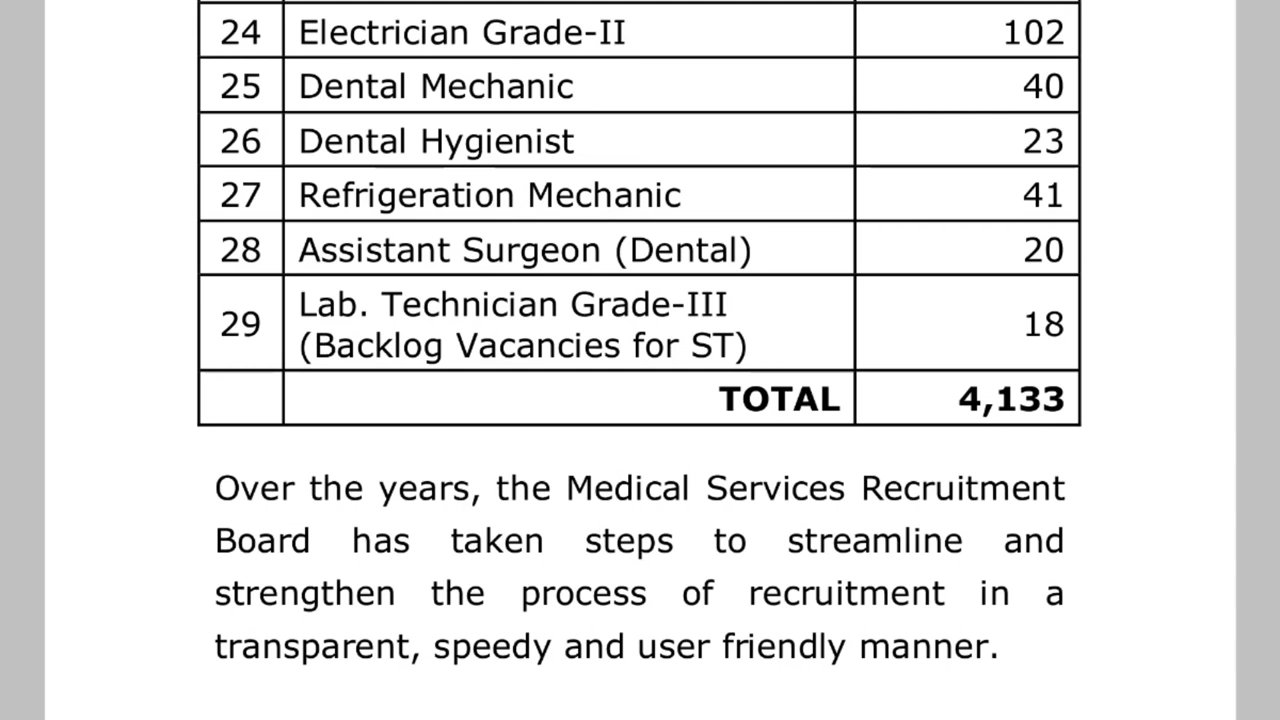 24 Electrician Grade-II 102
25 Dental Mechanic 40
26 Dental Hygienist 23
27 Refrigeration Mechanic 41
28 Assistant Surgeon (Dental) 20
29 Lab. Technician Grade-III
(Backlog Vacancies for ST) 18
TOTAL 4,133
Over the years, the Medical Services Recruitment
Board has taken steps to streamline and
strengthen the process of recruitment in a
transparent, speedy and user friendly manner.